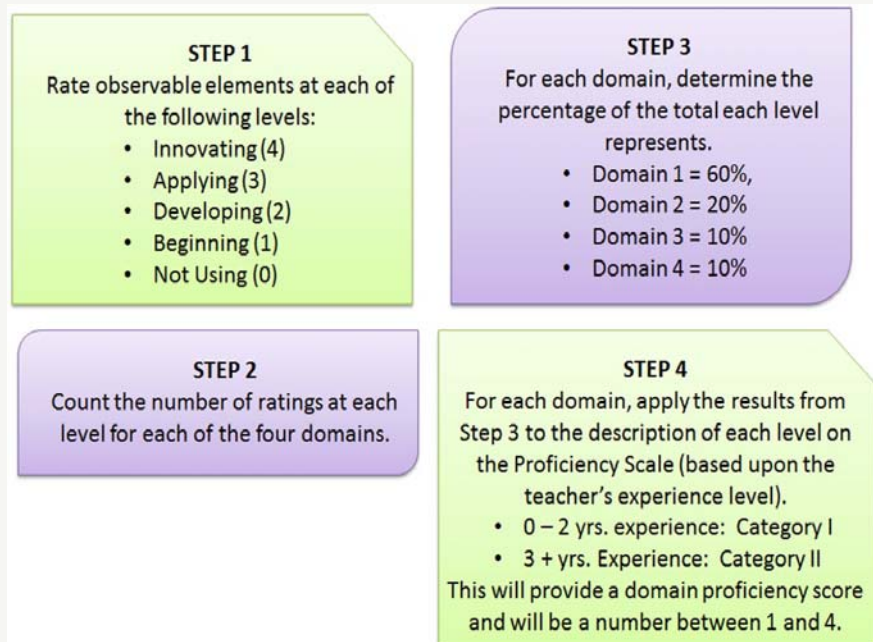 STEP 1
Rate observable elements at each of
the following levels:
• Innovating (4)
• Applying (3)
• Developing (2)
• Beginning (1)
• Not Using (0)
STEP 2
Count the number of ratings at each
level for each of the four domains.
STEP 3
For each domain, determine the
percentage of the total each level
represents.
• Domain 1 = 60%,
• Domain 2 = 20%
• Domain 3 = 10%
• Domain 4 = 10%
STEP 4
For each domain, apply the results from
Step 3 to the description of each level on
the Proficiency Scale (based upon the
teacher's experience level).
• 0 – 2 yrs. experience: Category I
• 3 + yrs. Experience: Category II
This will provide a domain proficiency score
and will be a number between 1 and 4.